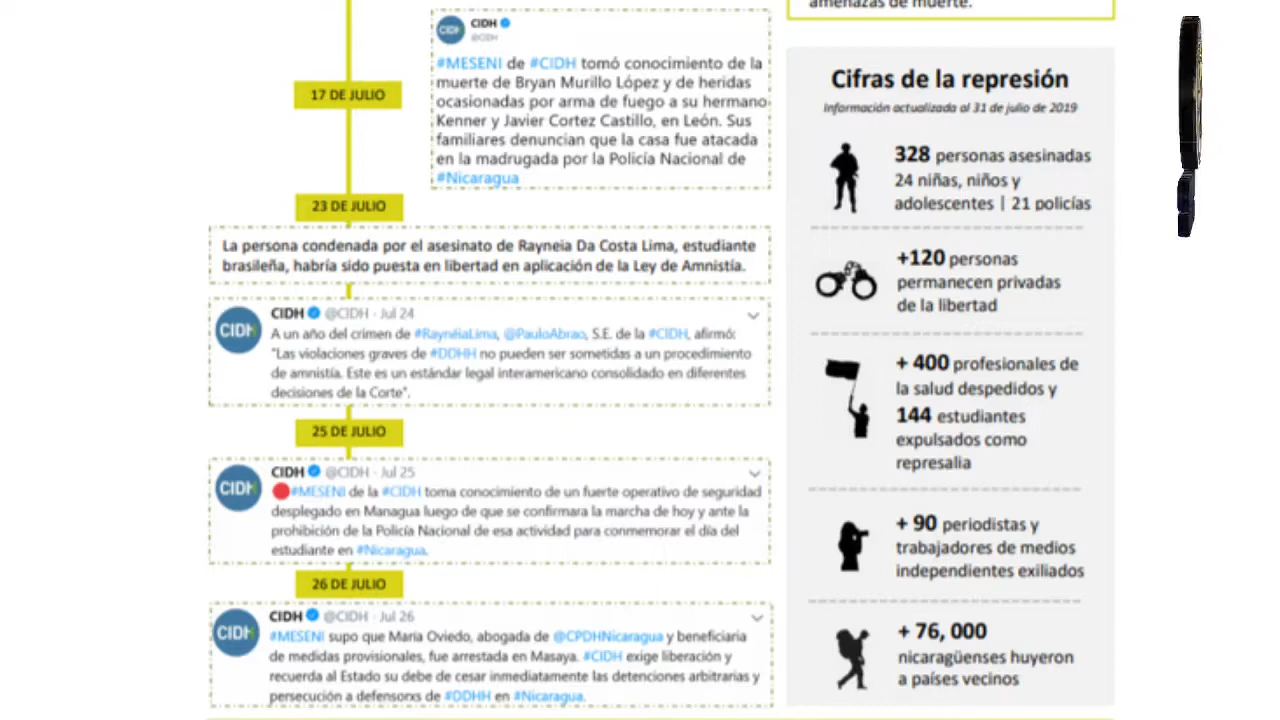 amenazas de muerte.
CIDH
CIDH
@CIDH
#MESENI de #CIDH tomó conocimiento de la
muerte de Bryan Murillo López y de heridas
ocasionadas por arma de fuego a su hermano
Kenner y Javier Cortez Castillo, en León. Sus
familiares denuncian que la casa fue atacada
en la madrugada por la Policía Nacional de
#Nicaragua
17 DE JULIO
23 DE JULIO
La persona condenada por el asesinato de Rayneia Da Costa Lima, estudiante
brasileña, habría sido puesta en libertad en aplicación de la Ley de Amnistía.
CIDH
CIDH @CIDH · Jul 24
A un año del crimen de #RaynéiaLima, @PauloAbrao, S.E. de la #CIDH, afirmó:
"Las violaciones graves de #DDHH no pueden ser sometidas a un procedimiento
de amnistía. Este es un estándar legal interamericano consolidado en diferentes
decisiones de la Corte".
25 DE JULIO
CIDH
CIDH @CIDH · Jul 25
#MESENI de la #CIDH toma conocimiento de un fuerte operativo de seguridad
desplegado en Managua luego de que se confirmara la marcha de hoy y ante la
prohibición de la Policía Nacional de esa actividad para conmemorar el día del
estudiante en #Nicaragua.
26 DE JULIO
CIDH
CIDH @CIDH · Jul 26
#MESENI supo que María Oviedo, abogada de @CPDHNicaragua y beneficiaria
de medidas provisionales, fue arrestada en Masaya. #CIDH exige liberación y
recuerda al Estado su debe de cesar inmediatamente las detenciones arbitrarias y
persecución a defensorxs de #DDHH en #Nicaragua.
Cifras de la represión
Información actualizada al 31 de julio de 2019
328 personas asesinadas
24 niñas, niños y
adolescentes | 21 policías
+120 personas
permanecen privadas
de la libertad
+ 400 profesionales de
la salud despedidos y
144 estudiantes
expulsados como
represalia
+ 90 periodistas y
trabajadores de medios
independientes exiliados
+ 76, 000
nicaragüenses huyeron
a países vecinos